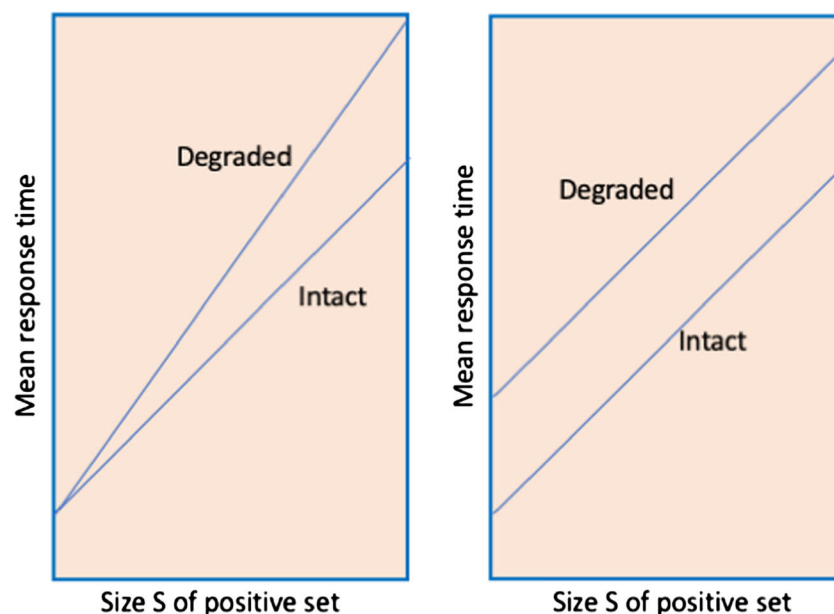 Mean response time
Degraded
Intact
Size S of positive set
Mean response time
Degraded
Intact
Size S of positive set